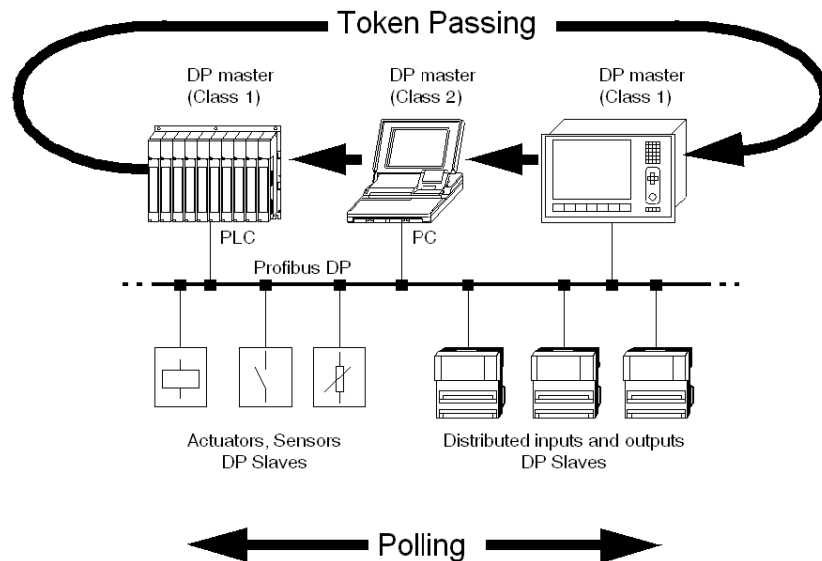 Token Passing
DP master
(Class 1)
DP master
(Class 2)
DP master
(Class 1)
PLC
PC
Profibus DP
Actuators, Sensors
DP Slaves
Distributed inputs and outputs
DP Slaves
Polling